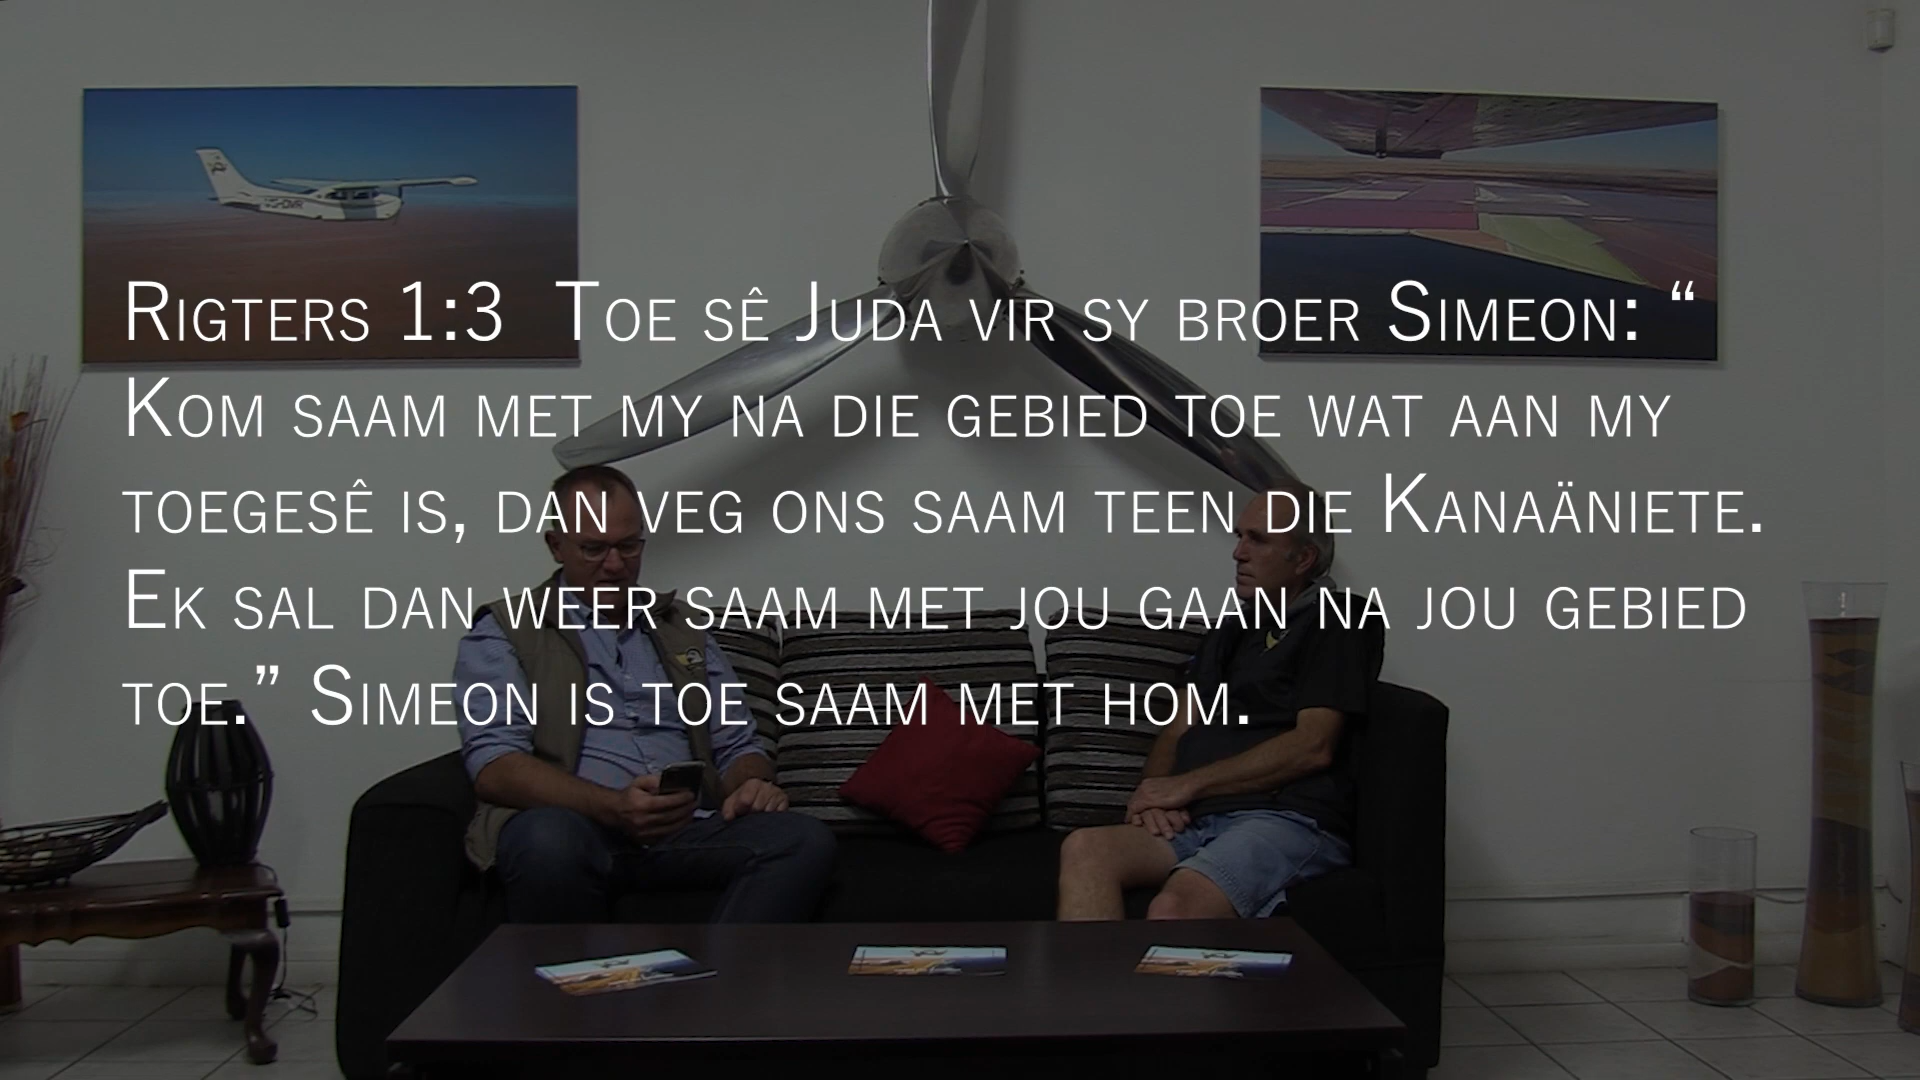 Rigters 1:3  Toe sê Juda vir sy broer Simeon: “
Kom saam met my na die gebied toe wat aan my
toegesê is, dan veg ons saam teen die Kanaäniete.
Ek sal dan weer saam met jou gaan na jou gebied
toe.” Simeon is toe saam met hom.